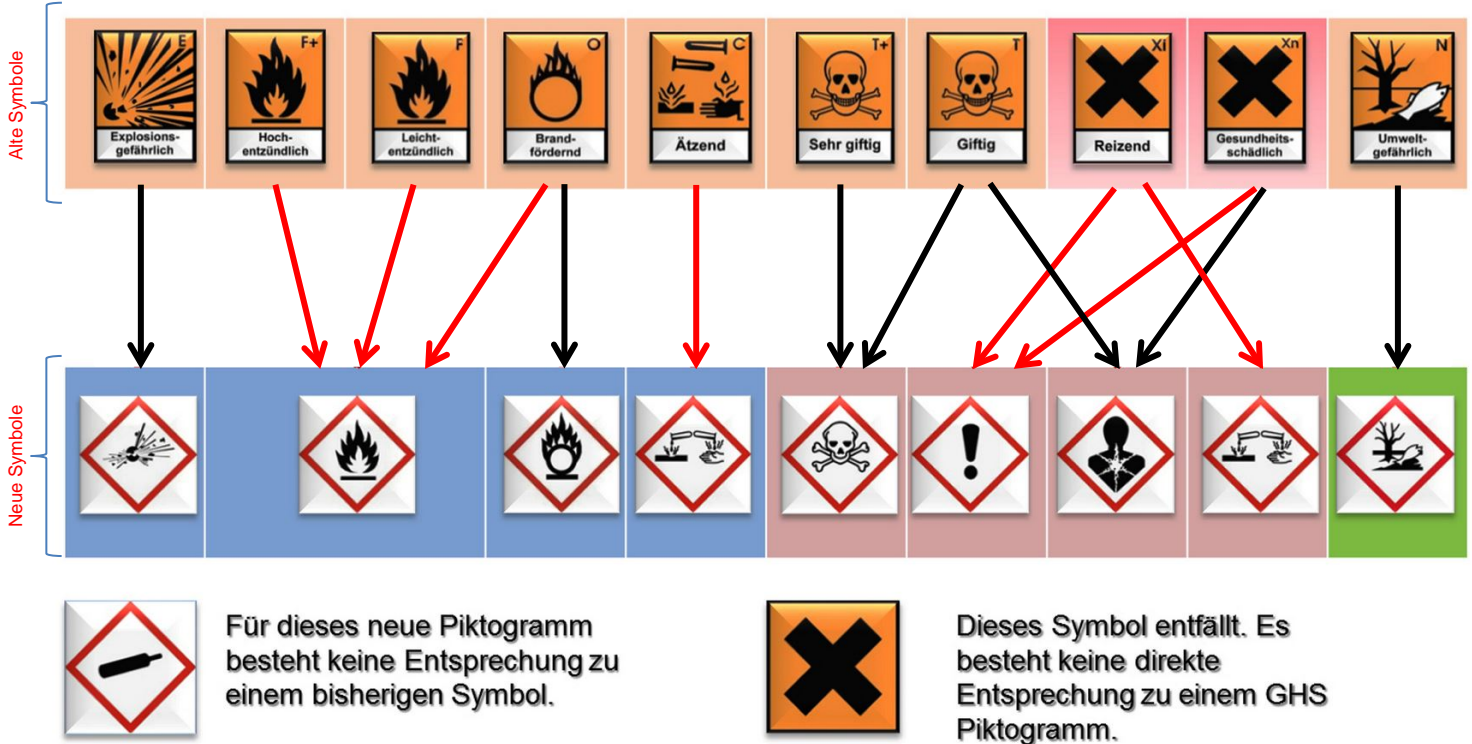 Alte Symbole
E
Explosions-
gefährlich
F+
Hoch-
entzündlich
F
Leicht-
entzündlich
O
Brand-
fördernd
C
Ätzend
T+
Sehr giftig
T
Giftig
Xi
Reizend
Xn
Gesundheits-
schädlich
N
Umwelt-
gefährlich
Neue Symbole
Für dieses neue Piktogramm
besteht keine Entsprechung zu
einem bisherigen Symbol.
Dieses Symbol entfällt. Es
besteht keine direkte
Entsprechung zu einem GHS
Piktogramm.